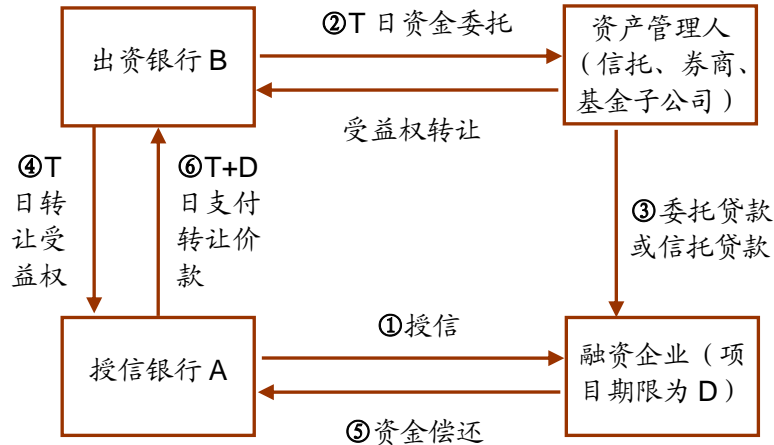 ②T 日资金委托
出资银行 B
资产管理人
（信托、券商、
基金子公司）
受益权转让
④T
日转
让受
益权
⑥T+D
日支付
转让价
款
③委托贷款
或信托贷款
①授信
授信银行 A
融资企业（项
目期限为 D）
⑤资金偿还